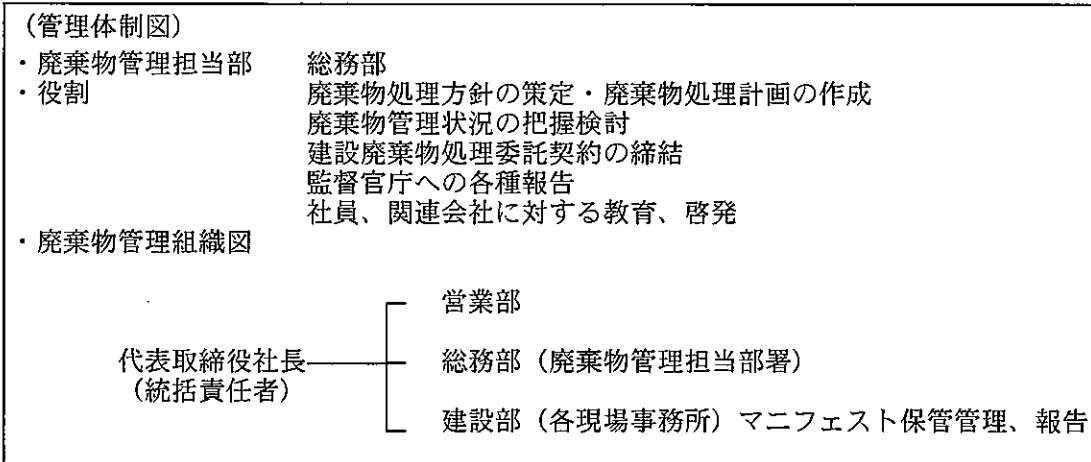 （管理体制図）
・廃棄物管理担当部　　総務部
・役割　　廃棄物処理方針の策定・廃棄物処理計画の作成
廃棄物管理状況の把握検討
建設廃棄物処理委託契約の締結
監督官庁への各種報告
社員、関連会社に対する教育、啓発
・廃棄物管理組織図
営業部
代表取締役社長　　総務部（廃棄物管理担当部署）
（統括責任者）
建設部（各現場事務所）マニフェスト保管管理、報告